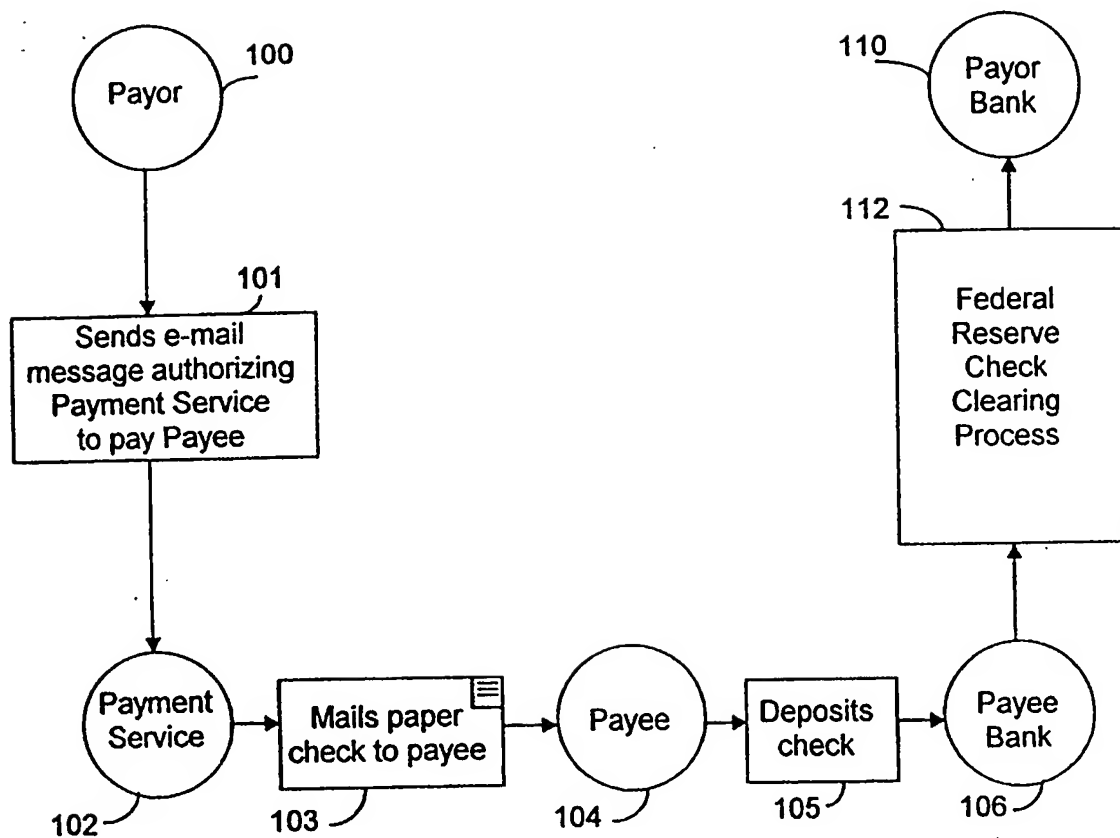 100
Payor
110
Payor
Bank
112
101
Sends e-mail
message authorizing
Payment Service
to pay Payee
Federal
Reserve
Check
Clearing
Process
Payment
Service
Mails paper
check to payee
Payee
Deposits
check
Payee
Bank
102
103
104
105
106